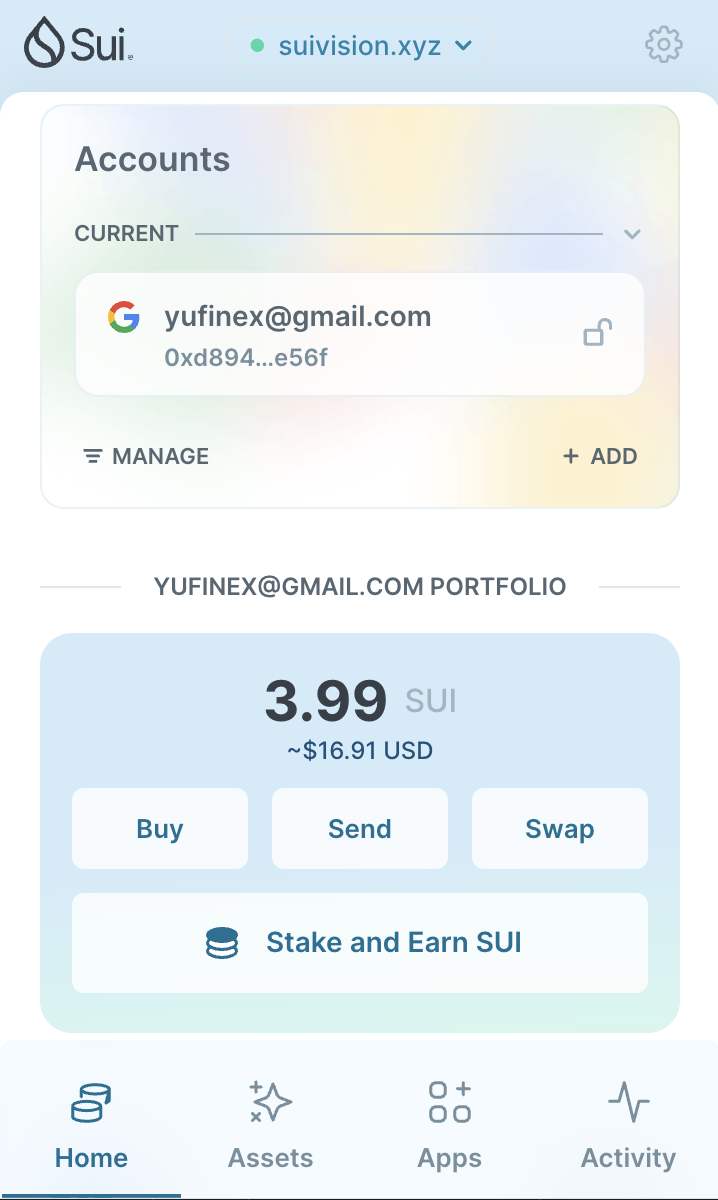 Sui
suivision.xyz
Accounts
CURRENT
yufinex@gmail.com
0xd894...e56f
MANAGE
+ ADD
YUFINEX@GMAIL.COM PORTFOLIO
3.99 SUI
~$16.91 USD
Buy
Send
Swap
Stake and Earn SUI
Home
Assets
Apps
Activity